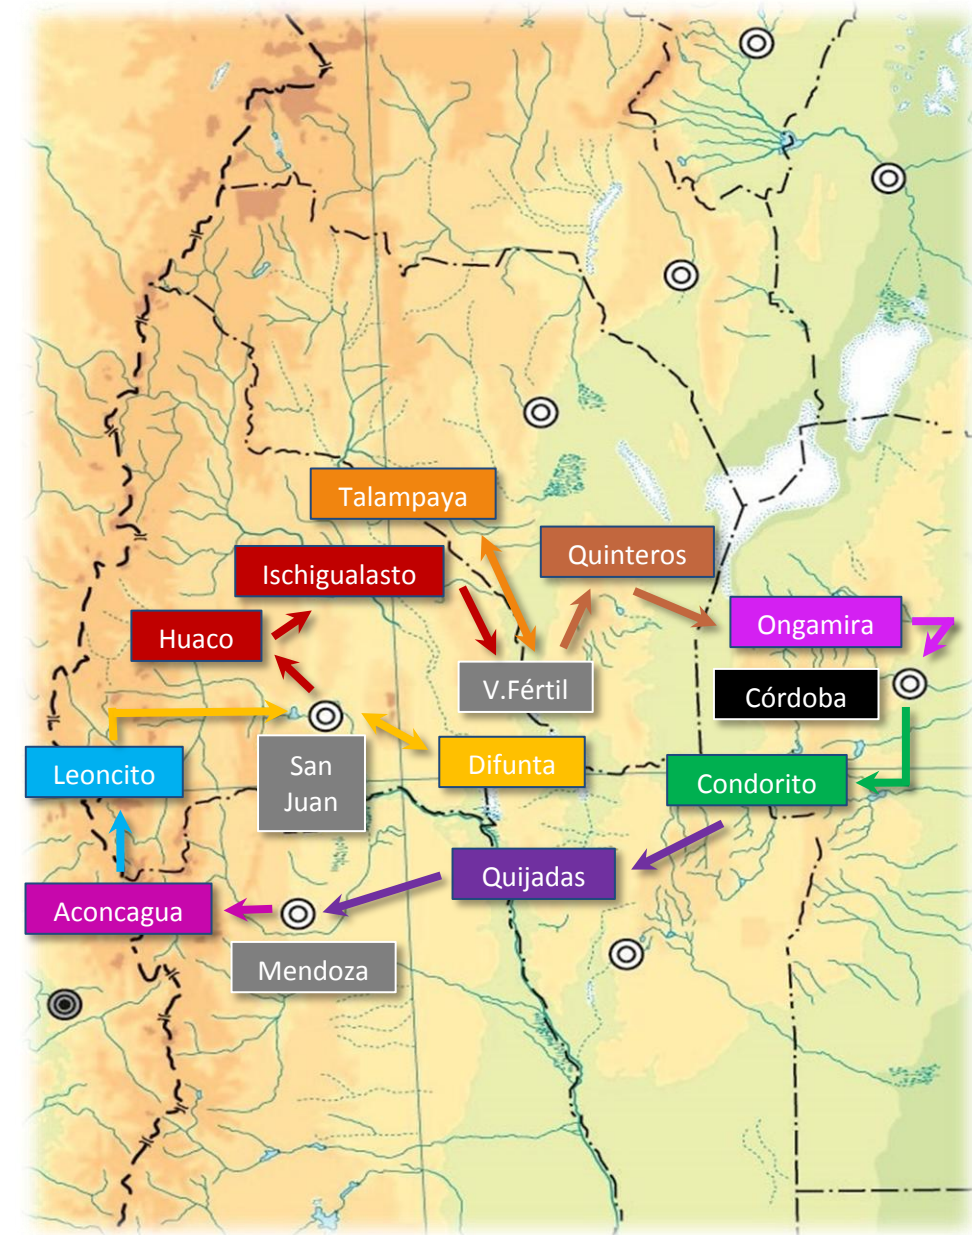 Talampaya
Quinteros
Ischigualasto
Huaco
Ongamira
V.Fértil
Córdoba
Leoncito
San
Juan
Difunta
Condorito
Quijadas
Aconcagua
Mendoza